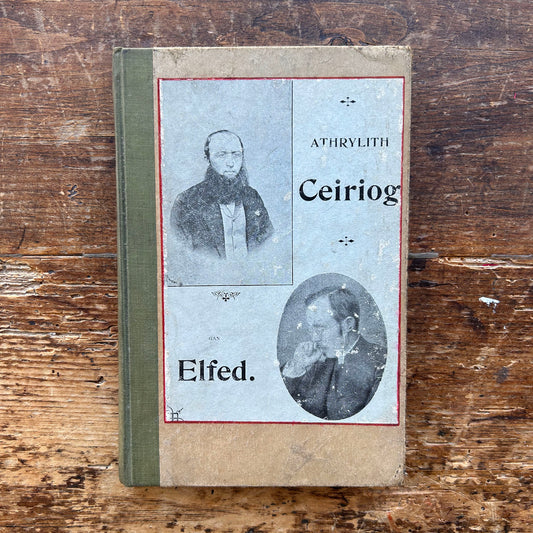 ATHRYLITH
Ceiriog
GAN
Elfed.